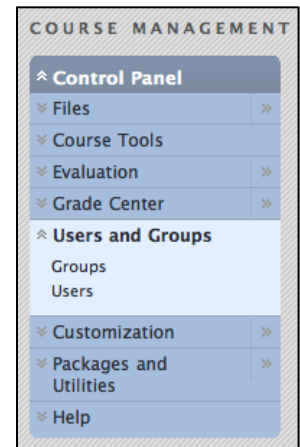 COURSE MANAGEMENT
Control Panel
Files
Course Tools
Evaluation
Grade Center
Users and Groups
Groups
Users
Customization
Packages and
Utilities
Help